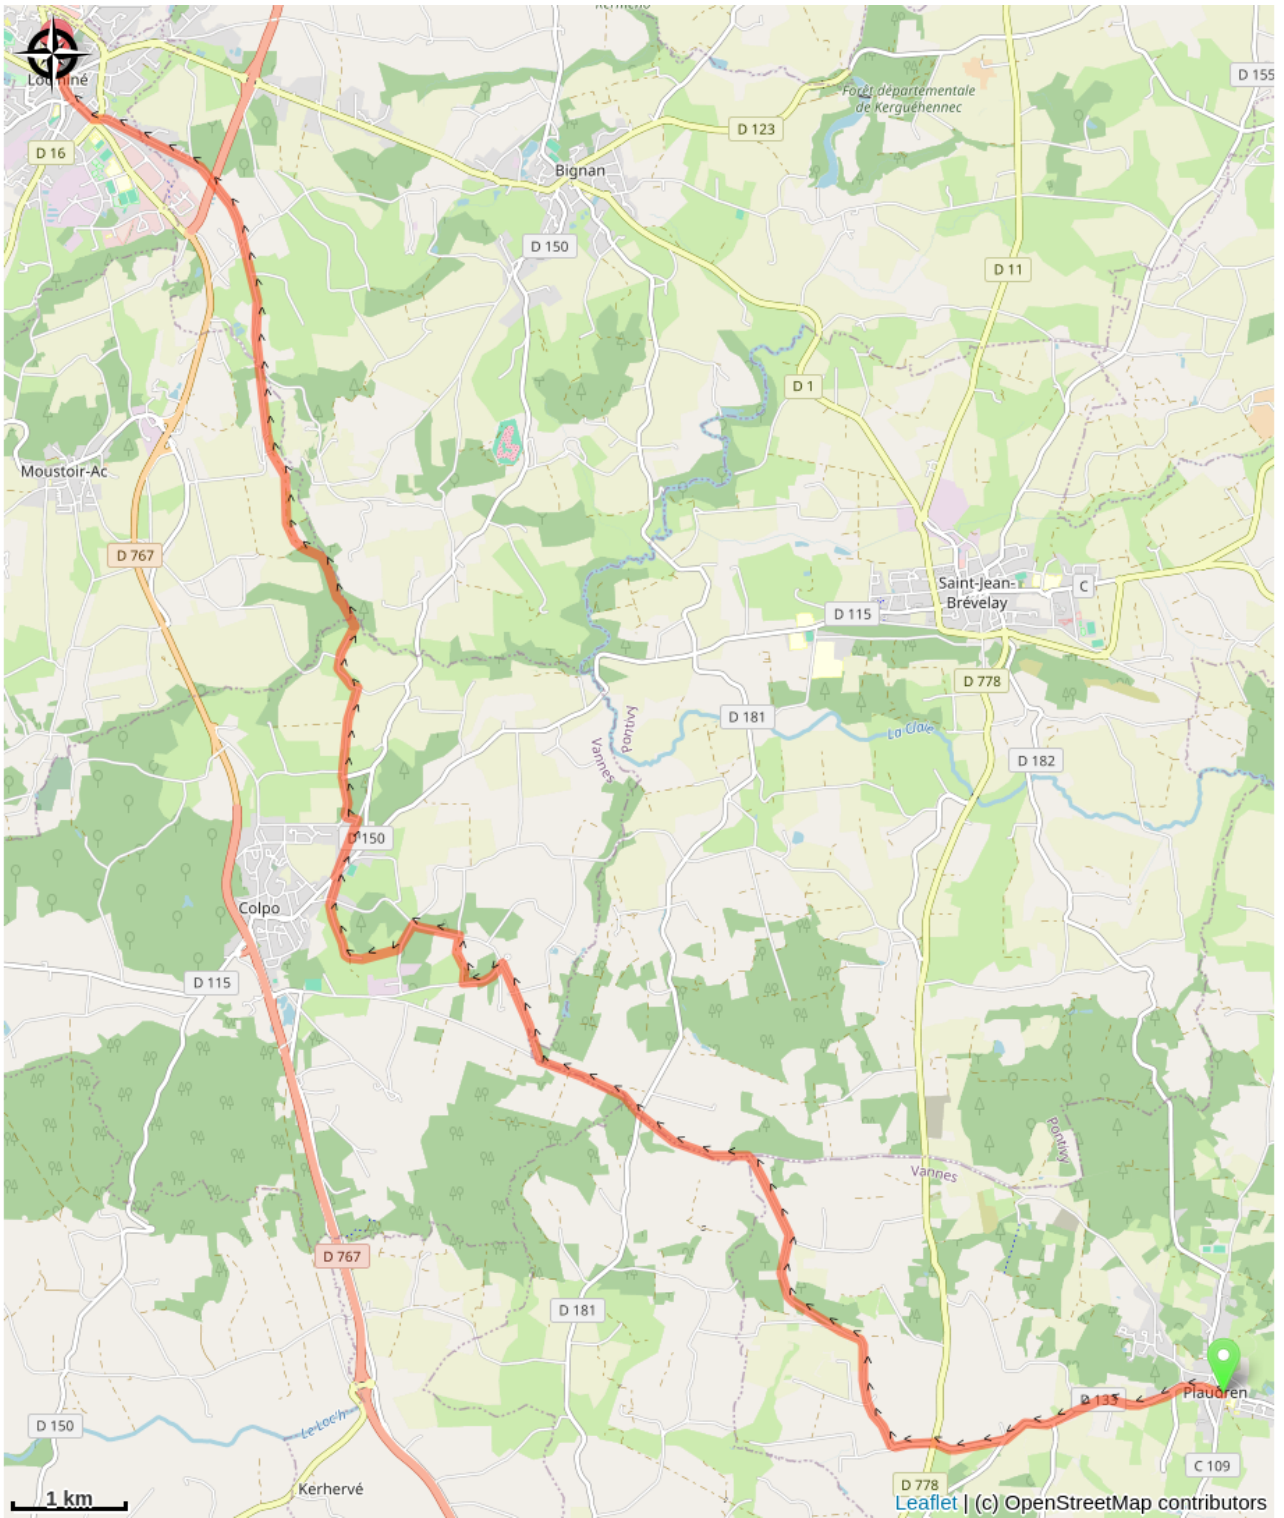 Locminé
D 155
Forêt départementale
de Kerguéhennec
D 123
D 16
Bignan
D 150
D 11
D 1
Moustoir-Ac
D 767
Saint-Jean-
Brévelay
C
D 115
D 778
Pontivy
Vannes
D 181
La Claie
D 182
D 150
Colpo
D 115
Pontivy
Vannes
D 767
D 181
Plaudren
D 133
D 150
Le Loc'h
C 109
D 778
Kerhervé
1 km
Leaflet | (c) OpenStreetMap contributors